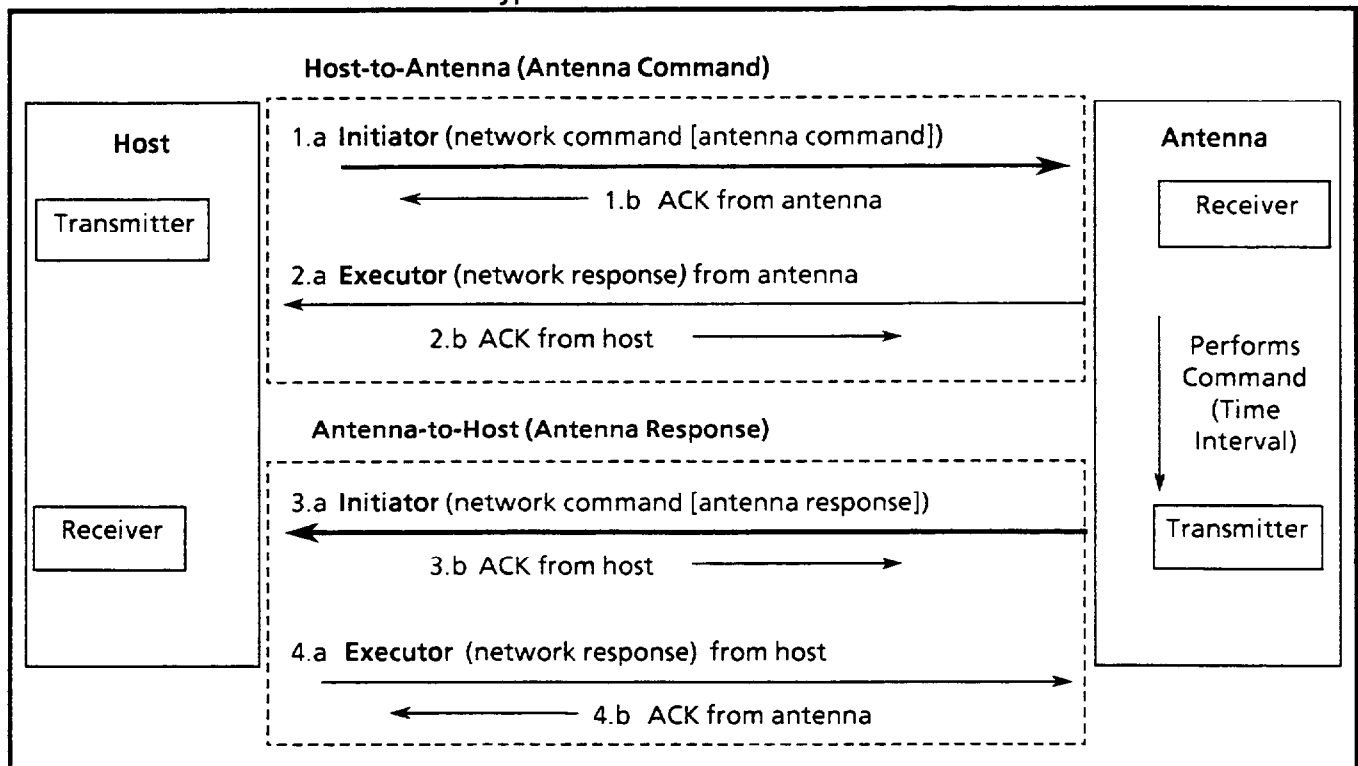 Host-to-Antenna (Antenna Command)
Host
Transmitter
Receiver
1.a Initiator (network command [antenna command])
1.b ACK from antenna
2.a Executor (network response) from antenna
2.b ACK from host
Antenna-to-Host (Antenna Response)
3.a Initiator (network command [antenna response])
3.b ACK from host
4.a Executor (network response) from host
4.b ACK from antenna
Antenna
Receiver
Performs
Command
(Time
Interval)
Transmitter